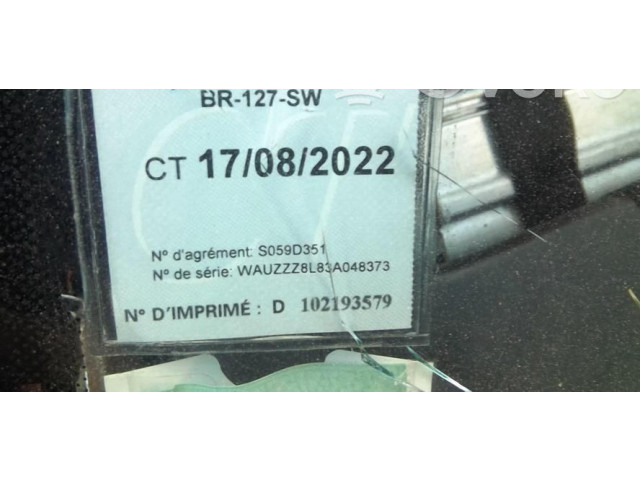 BR-127-SW
CT 17/08/2022
N° d'agrément: S059D351
N° de série: WAUZZZ8L83A048373
N° D'IMPRIMÉ : D 102193579